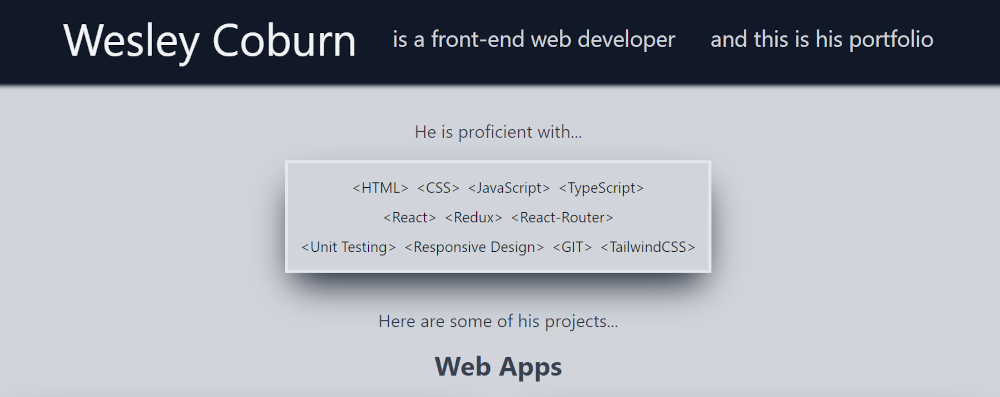 Wesley Coburn is a front-end web developer and this is his portfolio
He is proficient with...
<HTML> <CSS> <JavaScript> <TypeScript>
<React> <Redux> <React-Router>
<Unit Testing> <Responsive Design> <GIT> <TailwindCSS>
Here are some of his projects...
Web Apps